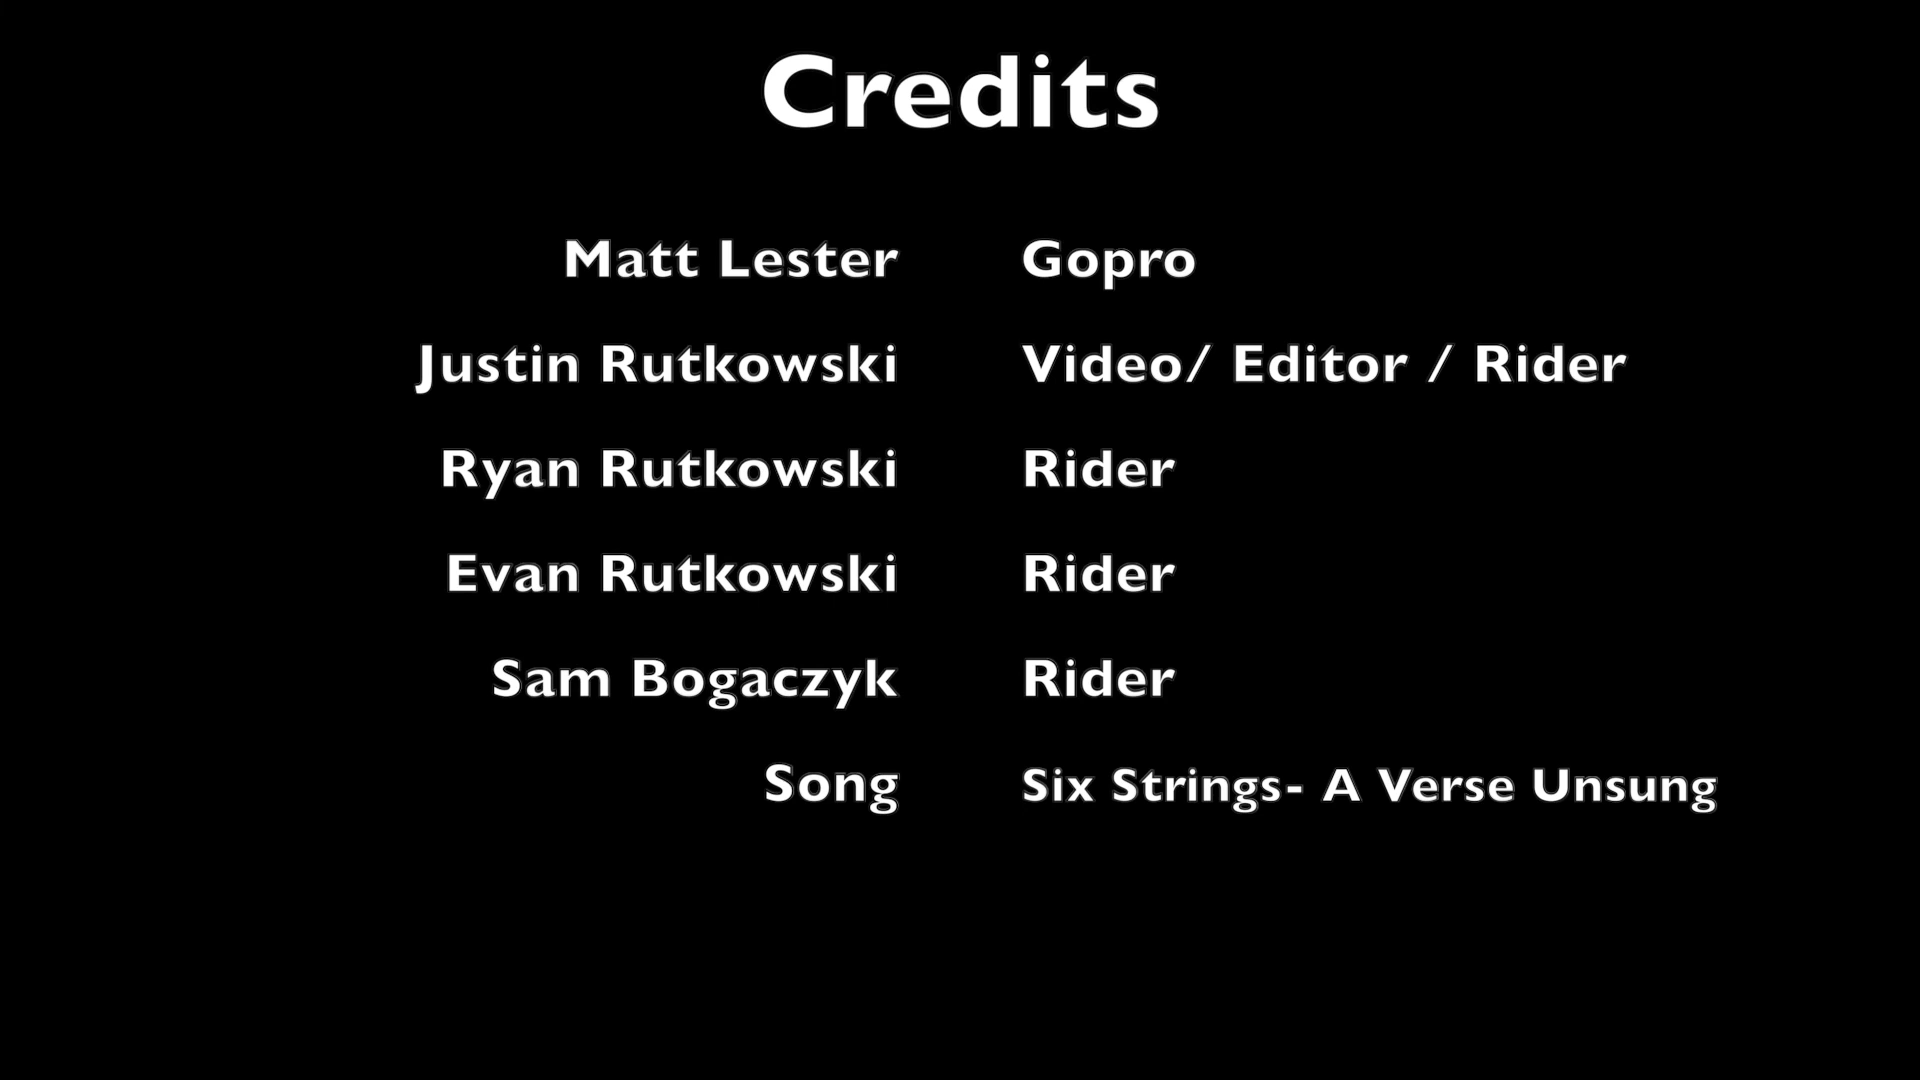 Credits
Matt Lester Gopro
Justin Rutkowski Video/ Editor / Rider
Ryan Rutkowski Rider
Evan Rutkowski Rider
Sam Bogaczyk Rider
Song Six Strings- A Verse Unsung